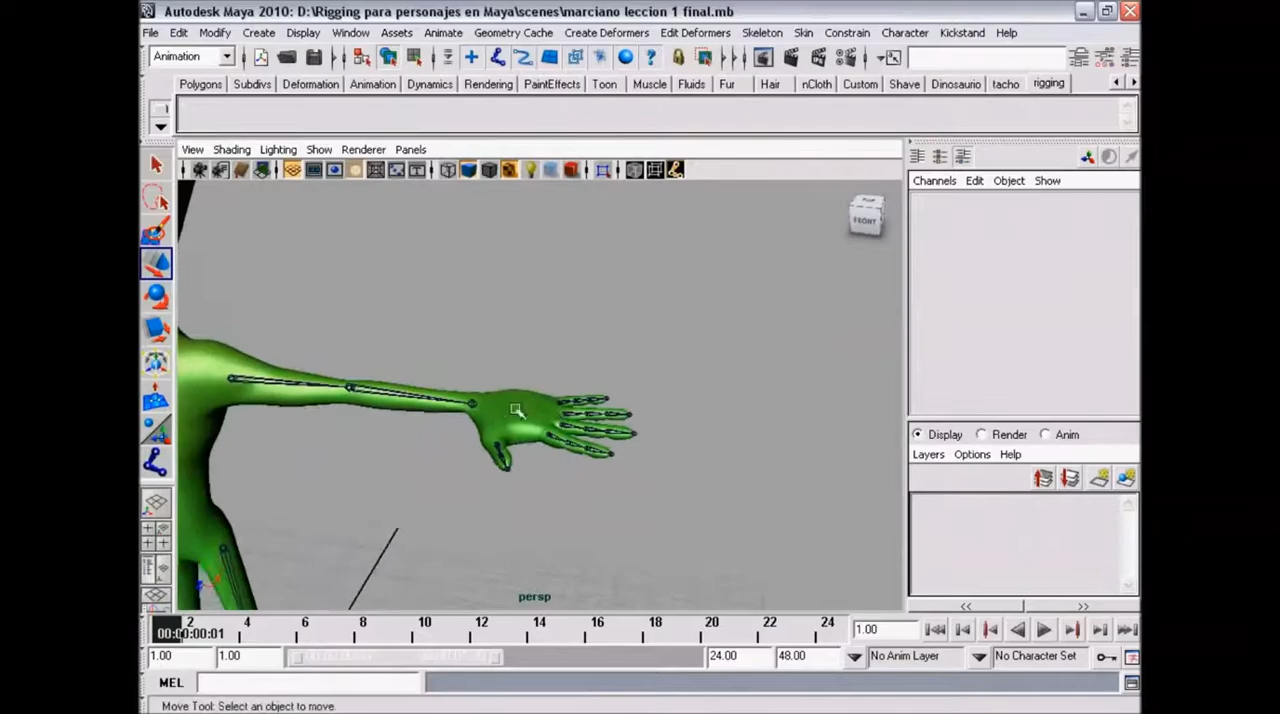 Autodesk Maya 2010: D:\Rigging para personajes en Maya\scenes\marciano leccion 1 final.mb
File Edit Modify Create Display Window Assets Animate Geometry Cache Create Deformers Edit Deformers Skeleton Skin Constrain Character Kickstand Help
Animation
Polygons Subdivs Deformation Animation Dynamics Rendering PaintEffects Toon Muscle Fluids Fur Hair nCloth Custom Shave Dinosaurio tacho rigging
View Shading Lighting Show Renderer Panels
Channels Edit Object Show
FRONT
Display Render Anim
Layers Options Help
persp
2 4 6 8 10 12 14 16 18 20 22 24
00:00:00:01
1.00
1.00 1.00 24.00 48.00 No Anim Layer No Character Set
MEL
Move Tool: Select an object to move.